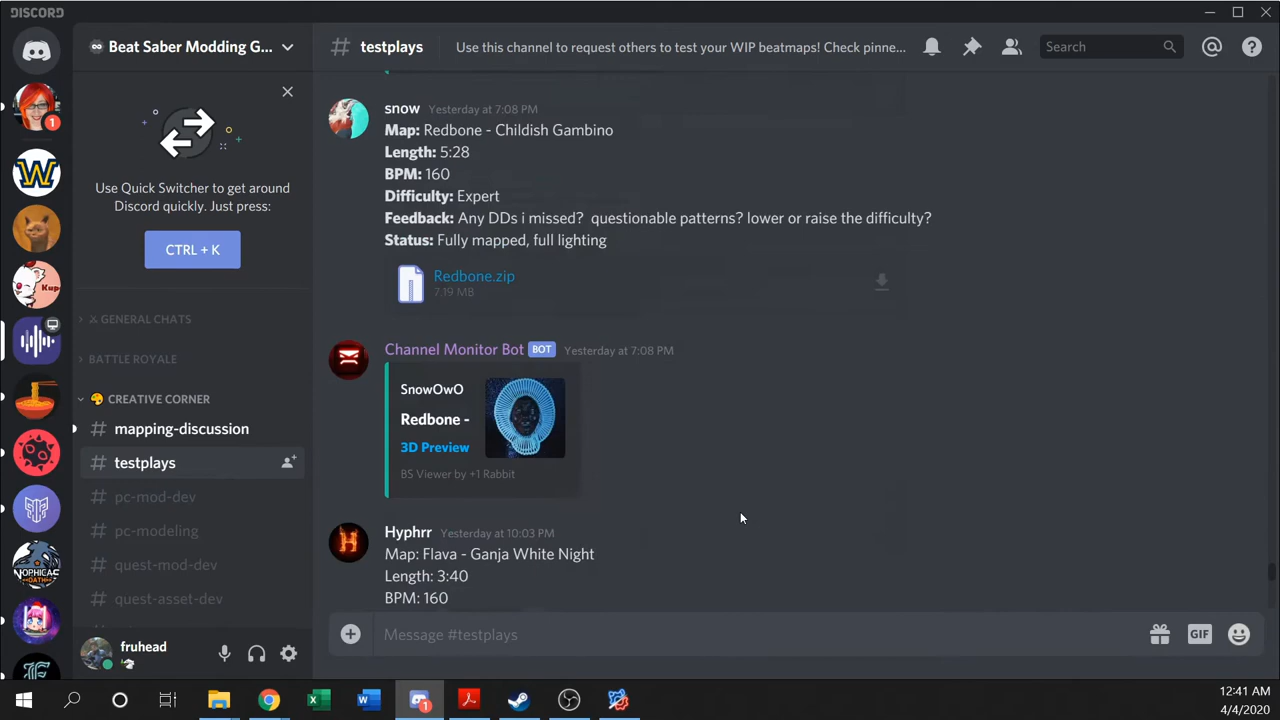 DISCORD
Beat Saber Modding G...
# testplays
Use this channel to request others to test your WIP beatmaps! Check pinne...
Search
Use Quick Switcher to get around
Discord quickly. Just press:
CTRL + K
GENERAL CHATS
BATTLE ROYALE
CREATIVE CORNER
# mapping-discussion
# testplays
# pc-mod-dev
# pc-modeling
# quest-mod-dev
# quest-asset-dev
fruhead
1
W
Kup
NOPHICAS
OATH
snow Yesterday at 7:08 PM
Map: Redbone - Childish Gambino
Length: 5:28
BPM: 160
Difficulty: Expert
Feedback: Any DDs i missed? questionable patterns? lower or raise the difficulty?
Status: Fully mapped, full lighting
Redbone.zip
7.19 MB
Channel Monitor Bot BOT Yesterday at 7:08 PM
SnowOwO
Redbone -
3D Preview
BS Viewer by +1 Rabbit
Hyphrr Yesterday at 10:03 PM
H
Map: Flava - Ganja White Night
Length: 3:40
BPM: 160
Message #testplays
GIF
1
12:41 AM
4/4/2020